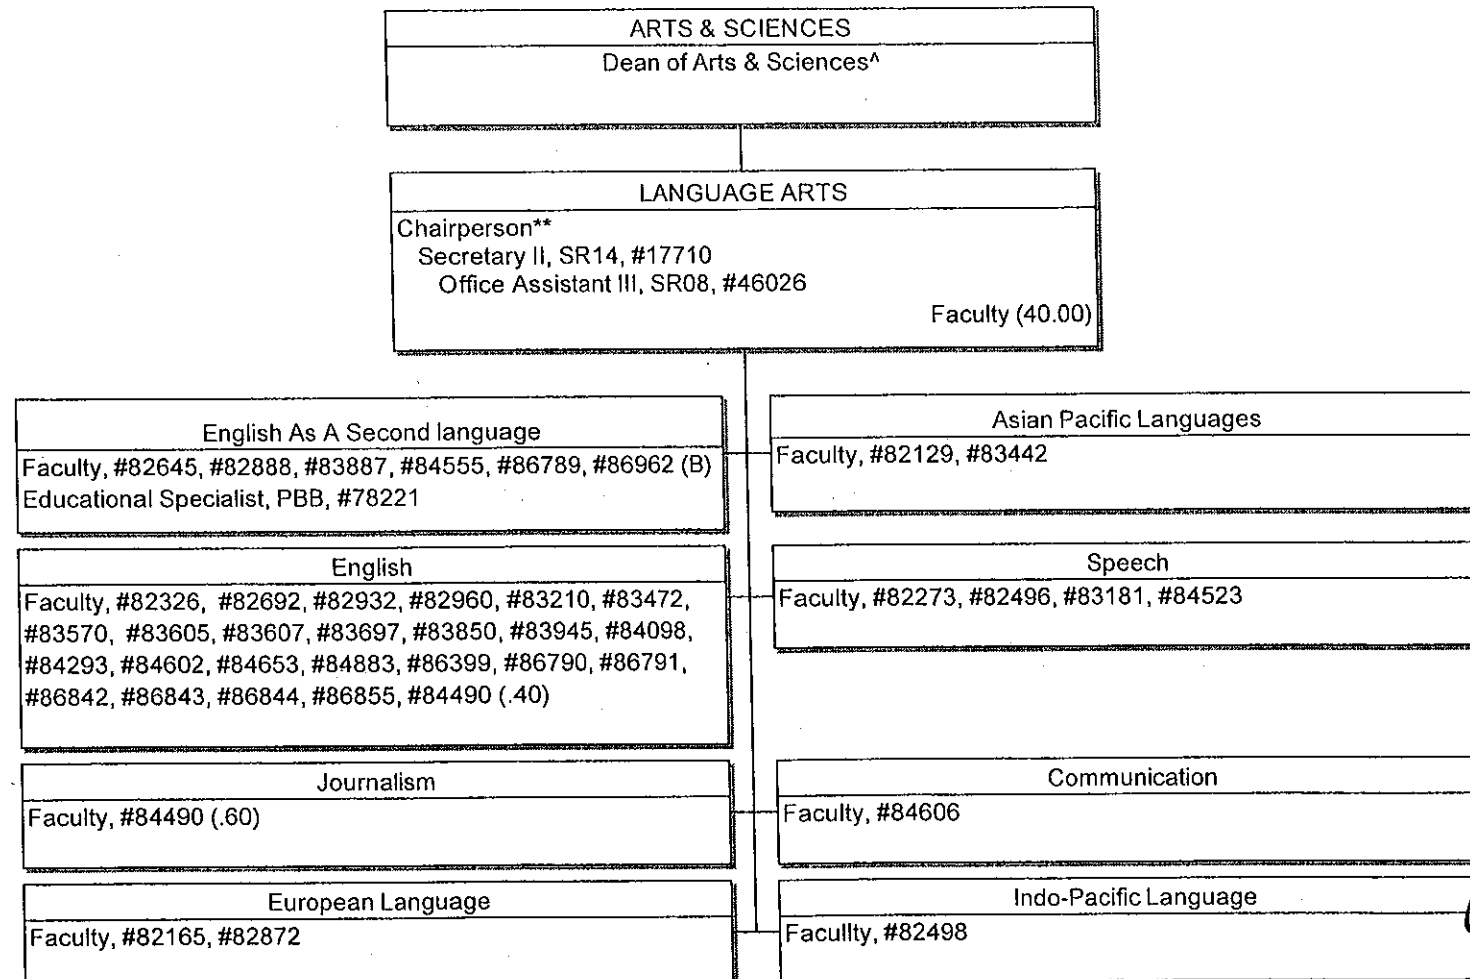 ARTS & SCIENCES
Dean of Arts & Sciences^
LANGUAGE ARTS
Chairperson**
Secretary II, SR14, #17710
Office Assistant III, SR08, #46026
Faculty (40.00)
English As A Second language
Faculty, #82645, #82888, #83887, #84555, #86789, #86962 (B)
Educational Specialist, PBB, #78221
Asian Pacific Languages
Faculty, #82129, #83442
English
Faculty, #82326, #82692, #82932, #82960, #83210, #83472,
#83570, #83605, #83607, #83697, #83850, #83945, #84098,
#84293, #84602, #84653, #84883, #86399, #86790, #86791,
#86842, #86843, #86844, #86855, #84490 (.40)
Speech
Faculty, #82273, #82496, #83181, #84523
Journalism
Faculty, #84490 (.60)
Communication
Faculty, #84606
European Language
Faculty, #82165, #82872
Indo-Pacific Language
Facullty, #82498